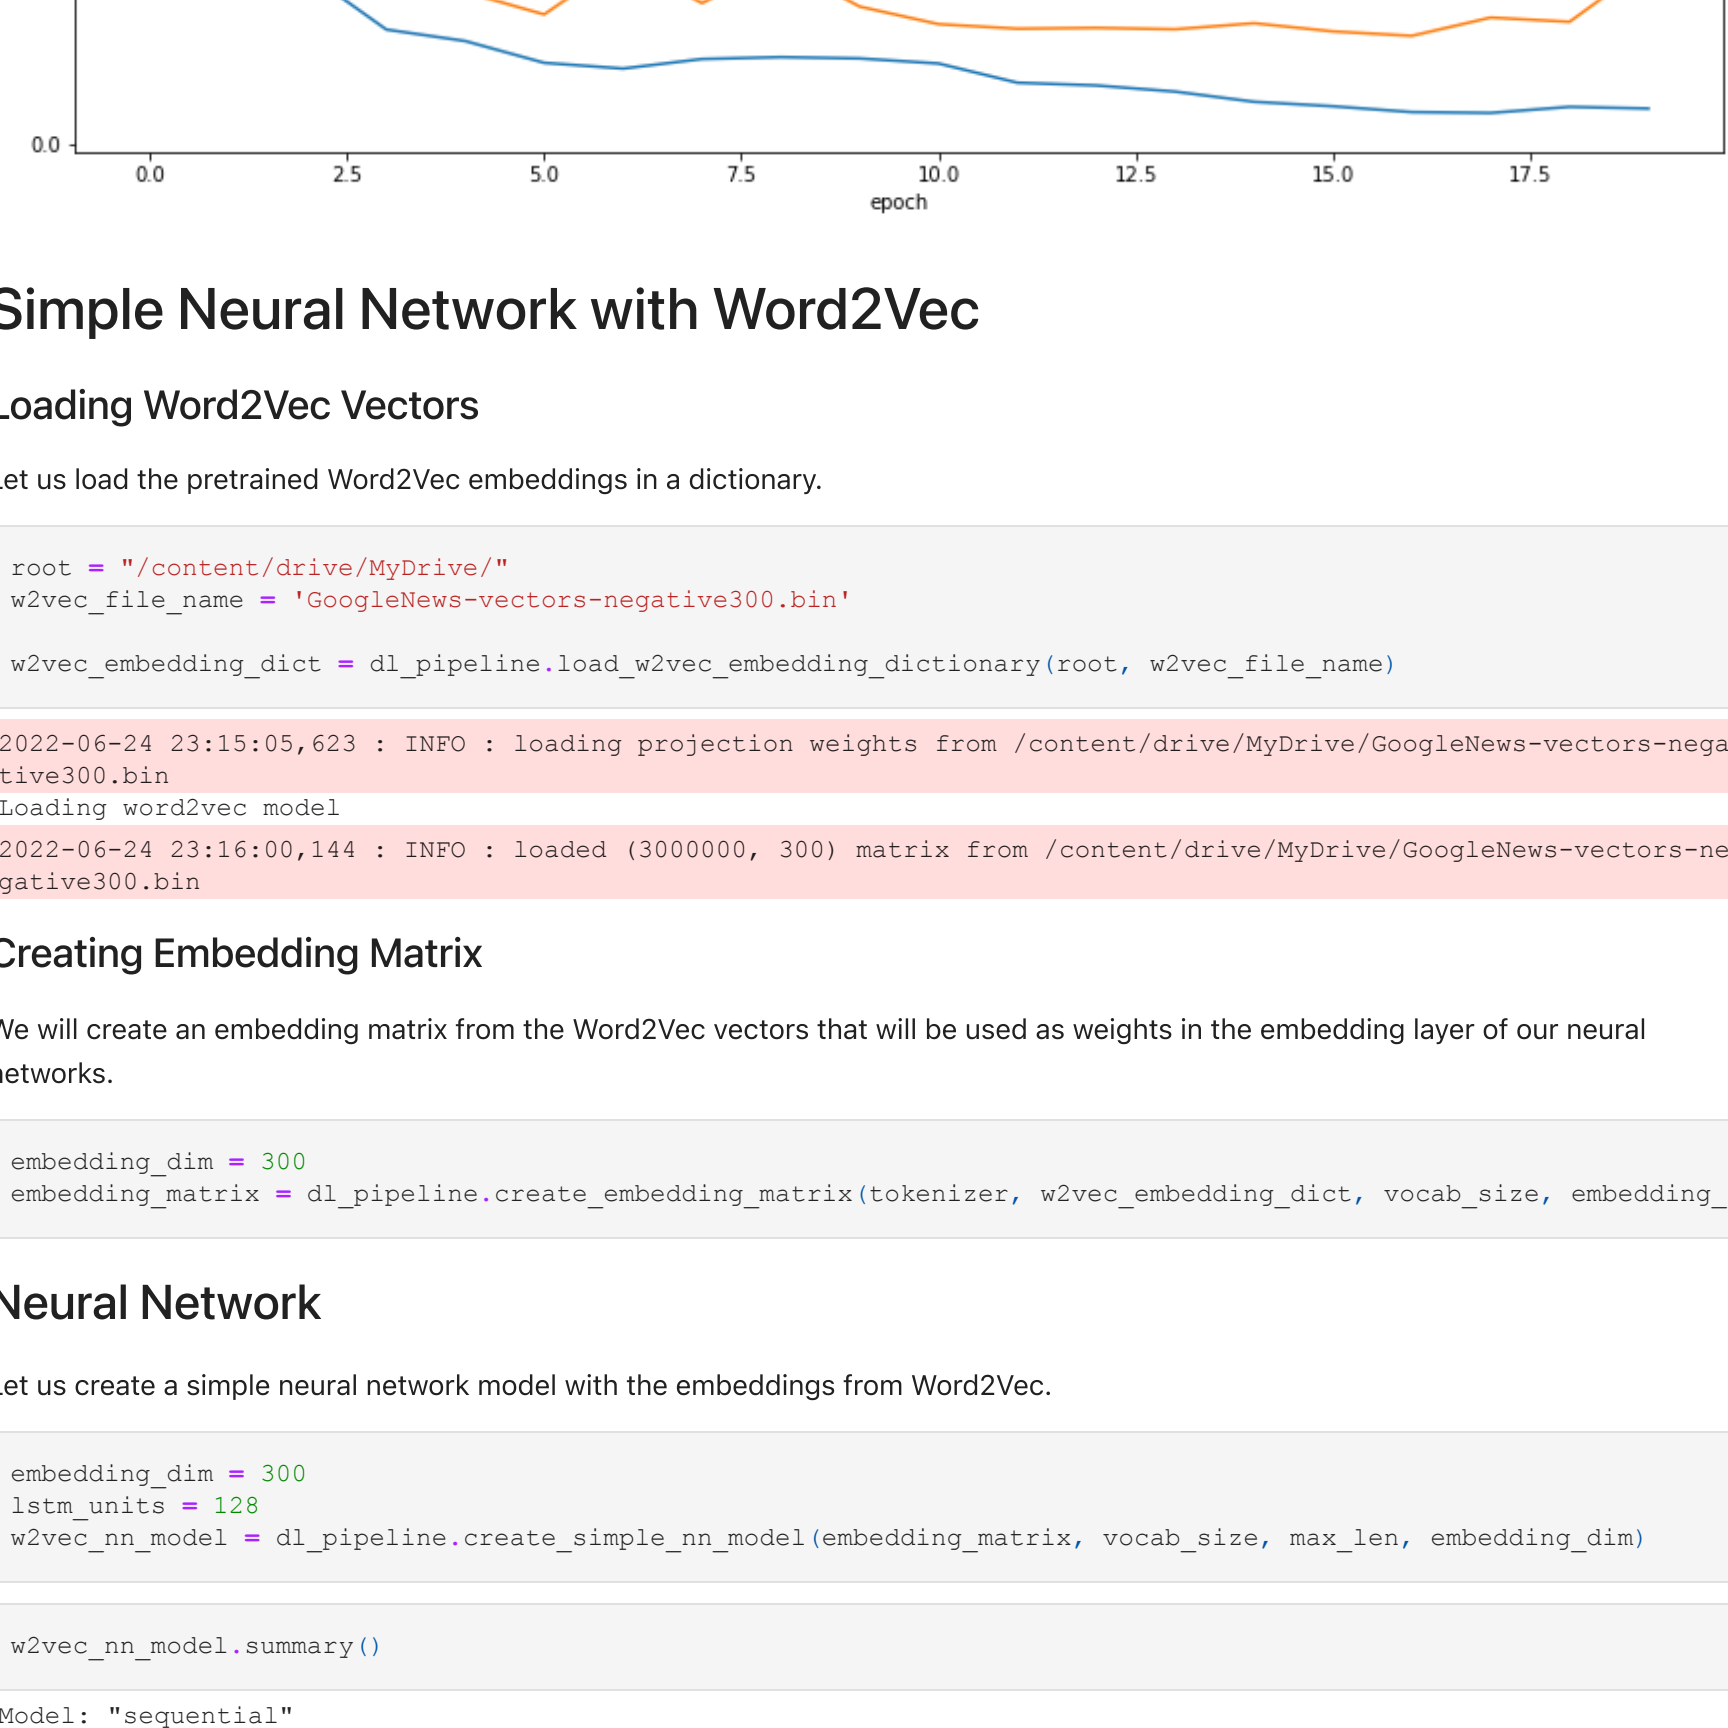 0.0
0.0 2.5 5.0 7.5 10.0 12.5 15.0 17.5
epoch
Simple Neural Network with Word2Vec
Loading Word2Vec Vectors
Let us load the pretrained Word2Vec embeddings in a dictionary.
root = "/content/drive/MyDrive/"
w2vec_file_name = 'GoogleNews-vectors-negative300.bin'
w2vec_embedding_dict = dl_pipeline.load_w2vec_embedding_dictionary(root, w2vec_file_name)
2022-06-24 23:15:05,623 : INFO : loading projection weights from /content/drive/MyDrive/GoogleNews-vectors-nega
tive300.bin
Loading word2vec model
2022-06-24 23:16:00,144 : INFO : loaded (3000000, 300) matrix from /content/drive/MyDrive/GoogleNews-vectors-ne
gative300.bin
Creating Embedding Matrix
We will create an embedding matrix from the Word2Vec vectors that will be used as weights in the embedding layer of our neural
networks.
embedding_dim = 300
embedding_matrix = dl_pipeline.create_embedding_matrix(tokenizer, w2vec_embedding_dict, vocab_size, embedding_
Neural Network
Let us create a simple neural network model with the embeddings from Word2Vec.
embedding_dim = 300
lstm_units = 128
w2vec_nn_model = dl_pipeline.create_simple_nn_model(embedding_matrix, vocab_size, max_len, embedding_dim)
w2vec_nn_model.summary()
Model: "sequential"